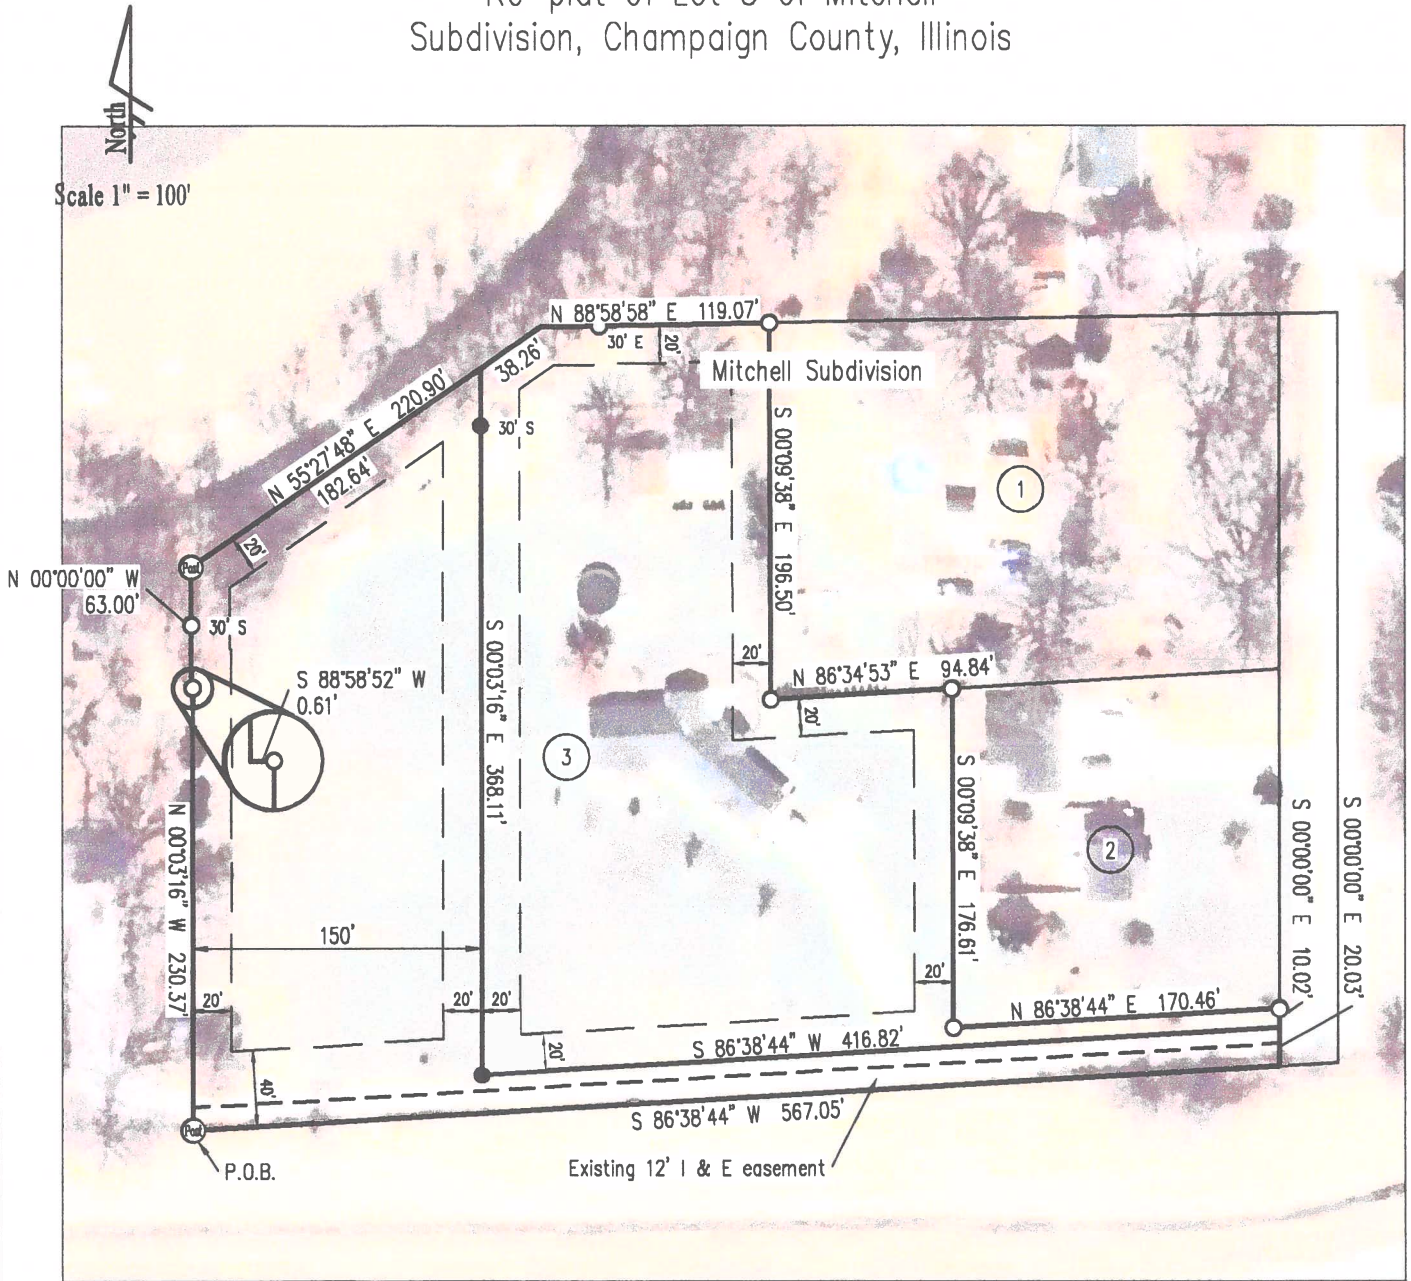 Subdivision, Champaign County, Illinois
North
Scale 1" = 100'
N 88°58'58" E 119.07'
30' E
20'
Mitchell Subdivision
38.26'
N 55°27'48" E 220.90'
182.64'
20'
30' S
S 00°09'38" E 196.50'
1
Post
N 00°00'00" W
63.00'
30' S
S 88°58'52" W
0.61'
S 00°03'16" E 368.11'
20'
N 86°34'53" E 94.84'
20'
3
S 00°09'38" E 176.61'
2
S 00°00'00" E 10.02'
S 00°00'00" E 20.03'
N 00°03'16" W 230.37'
150'
20'
20'
20'
20'
N 86°38'44" E 170.46'
20'
S 86°38'44" W 416.82'
40'
S 86°38'44" W 567.05'
Post
P.O.B.
Existing 12' I & E easement